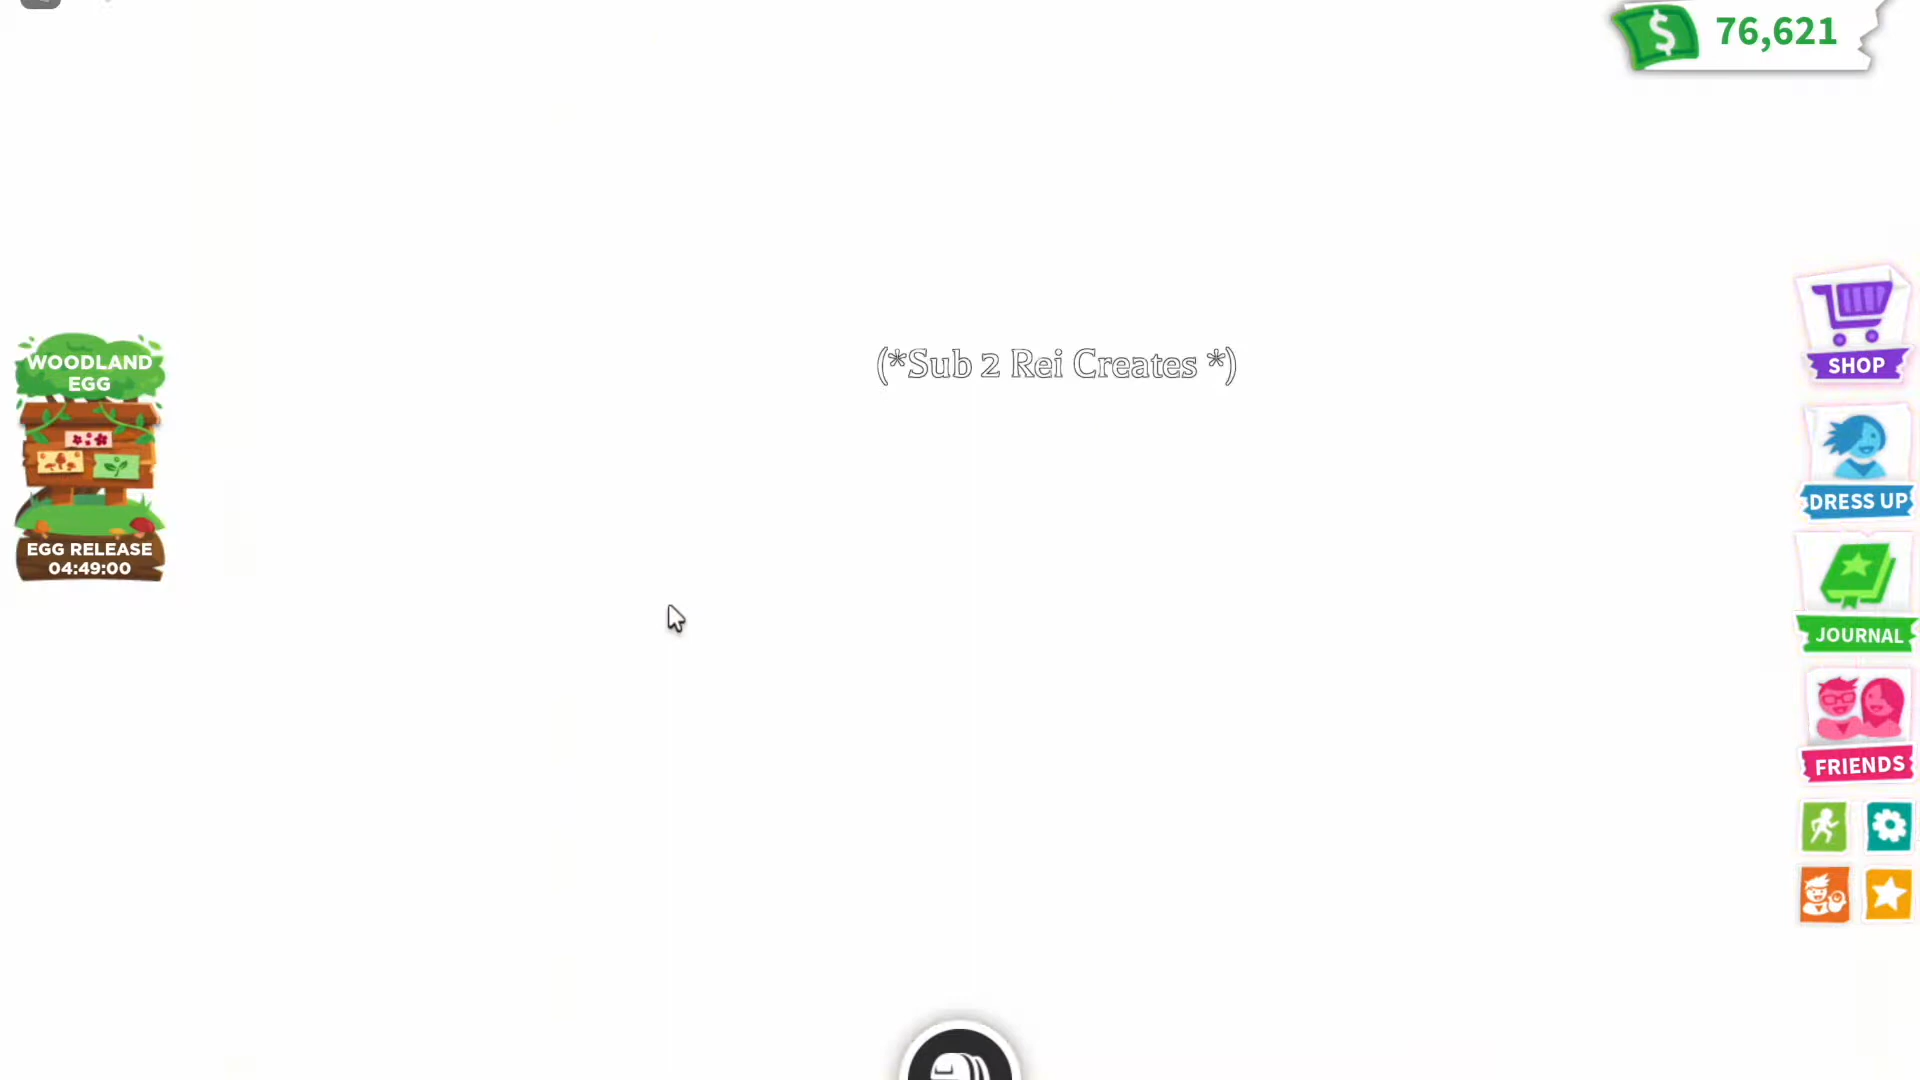 76,621
(*Sub 2 Rei Creates *)
WOODLAND
EGG
EGG RELEASE
04:49:00
SHOP
DRESS UP
JOURNAL
FRIENDS